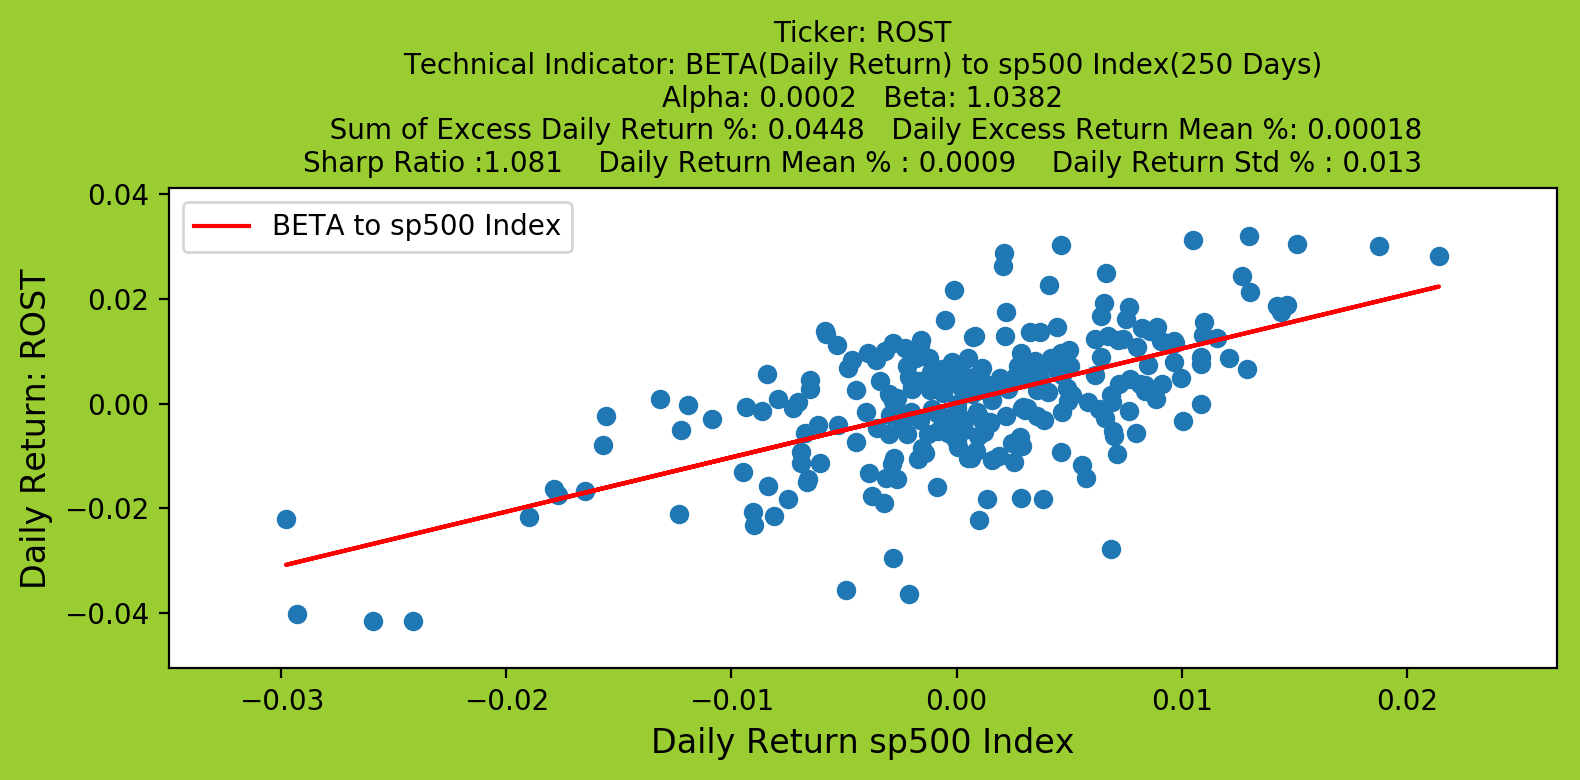 Ticker: ROST
Technical Indicator: BETA(Daily Return) to sp500 Index(250 Days)
Alpha: 0.0002   Beta: 1.0382
Sum of Excess Daily Return %: 0.0448   Daily Excess Return Mean %: 0.00018
Sharp Ratio :1.081    Daily Return Mean % : 0.0009    Daily Return Std % : 0.013
BETA to sp500 Index
Daily Return: ROST
0.04
0.02
0.00
−0.02
−0.04
−0.03
−0.02
−0.01
0.00
0.01
0.02
Daily Return sp500 Index